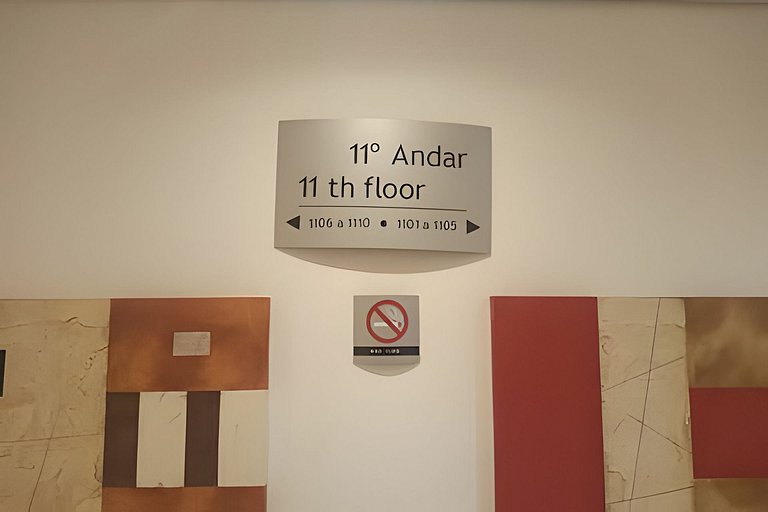 11º Andar
11 th floor
◀ 1106 a 1110 ● 1101 a 1105 ▶